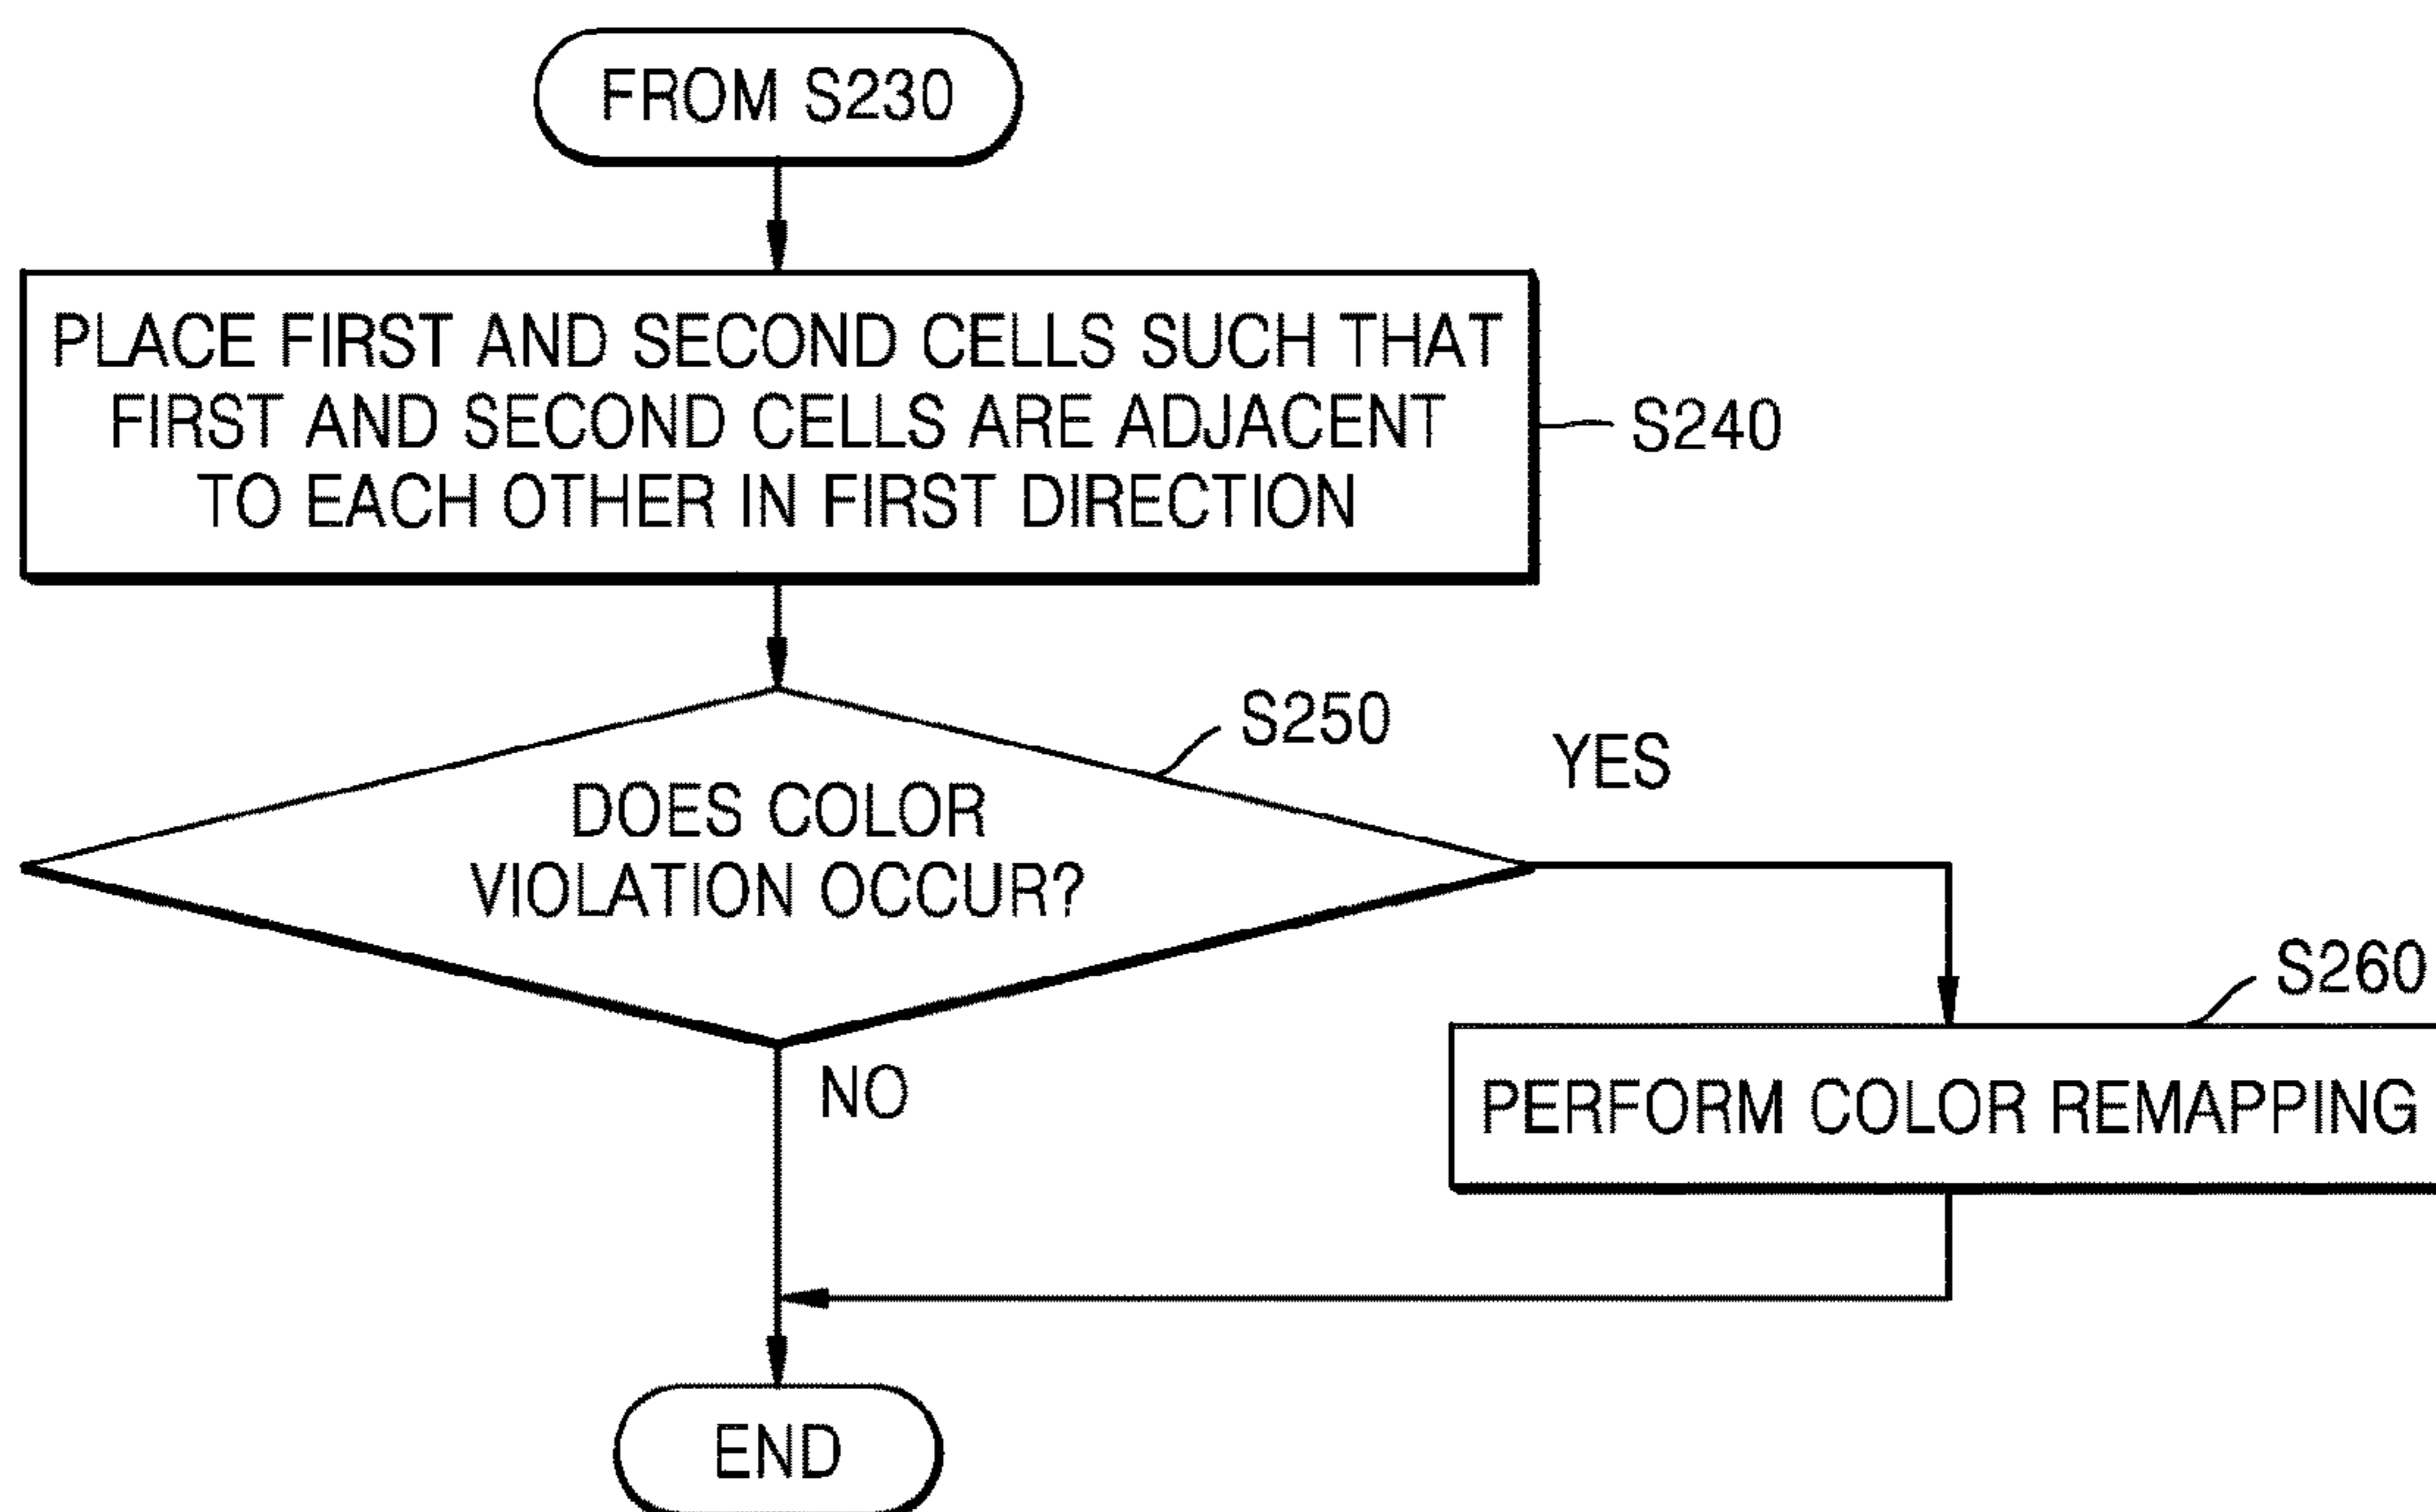 FROM S230
PLACE FIRST AND SECOND CELLS SUCH THAT
FIRST AND SECOND CELLS ARE ADJACENT
TO EACH OTHER IN FIRST DIRECTION
S240
S250
DOES COLOR
VIOLATION OCCUR?
YES
NO
S260
PERFORM COLOR REMAPPING
END